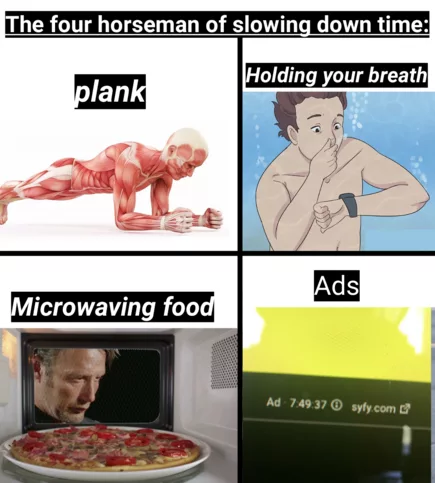 The four horseman of slowing down time:
plank
Holding your breath
Microwaving food
Ads
Ad · 7:49:37 ⓘ syfy.com